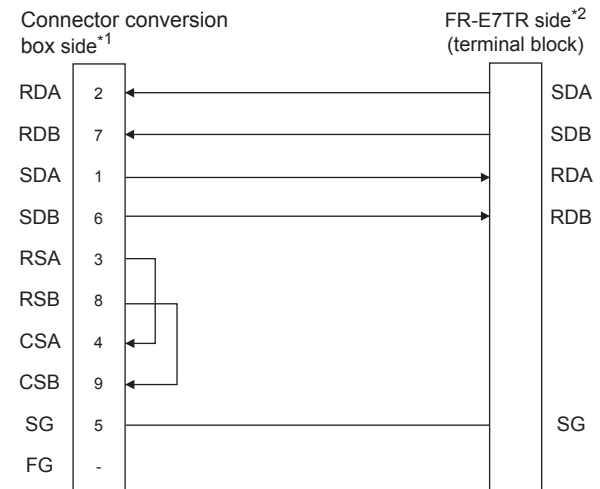 Connector conversion
box side*1
FR-E7TR side*2
(terminal block)
RDA 2 SDA
RDB 7 SDB
SDA 1 RDA
SDB 6 RDB
RSA 3
RSB 8
CSA 4
CSB 9
SG 5 SG
FG -